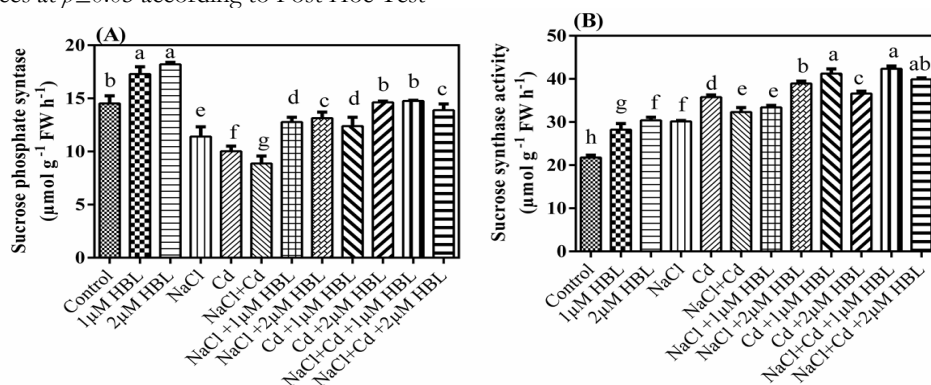 ces at p≤0.05 according to Post Hoc Test
(A)
Sucrose phosphate syntase
(µmol g-1 FW h-1)
20
15
10
5
0
b
a
a
e
f
g
d
c
d
b
b
c
Control
1µM HBL
2µM HBL
NaCl
Cd
NaCl+Cd
NaCl +1µM HBL
NaCl +2µM HBL
Cd +1µM HBL
Cd +2µM HBL
NaCl+Cd +1µM HBL
NaCl+Cd +2µM HBL
(B)
Sucrose synthase activity
(µmol g-1 FW h-1)
50
40
30
20
10
0
h
g
f
f
d
e
e
b
a
c
a
ab
Control
1µM HBL
2µM HBL
NaCl
Cd
NaCl+Cd
NaCl +1µM HBL
NaCl +2µM HBL
Cd +1µM HBL
Cd +2µM HBL
NaCl+Cd +1µM HBL
NaCl+Cd +2µM HBL